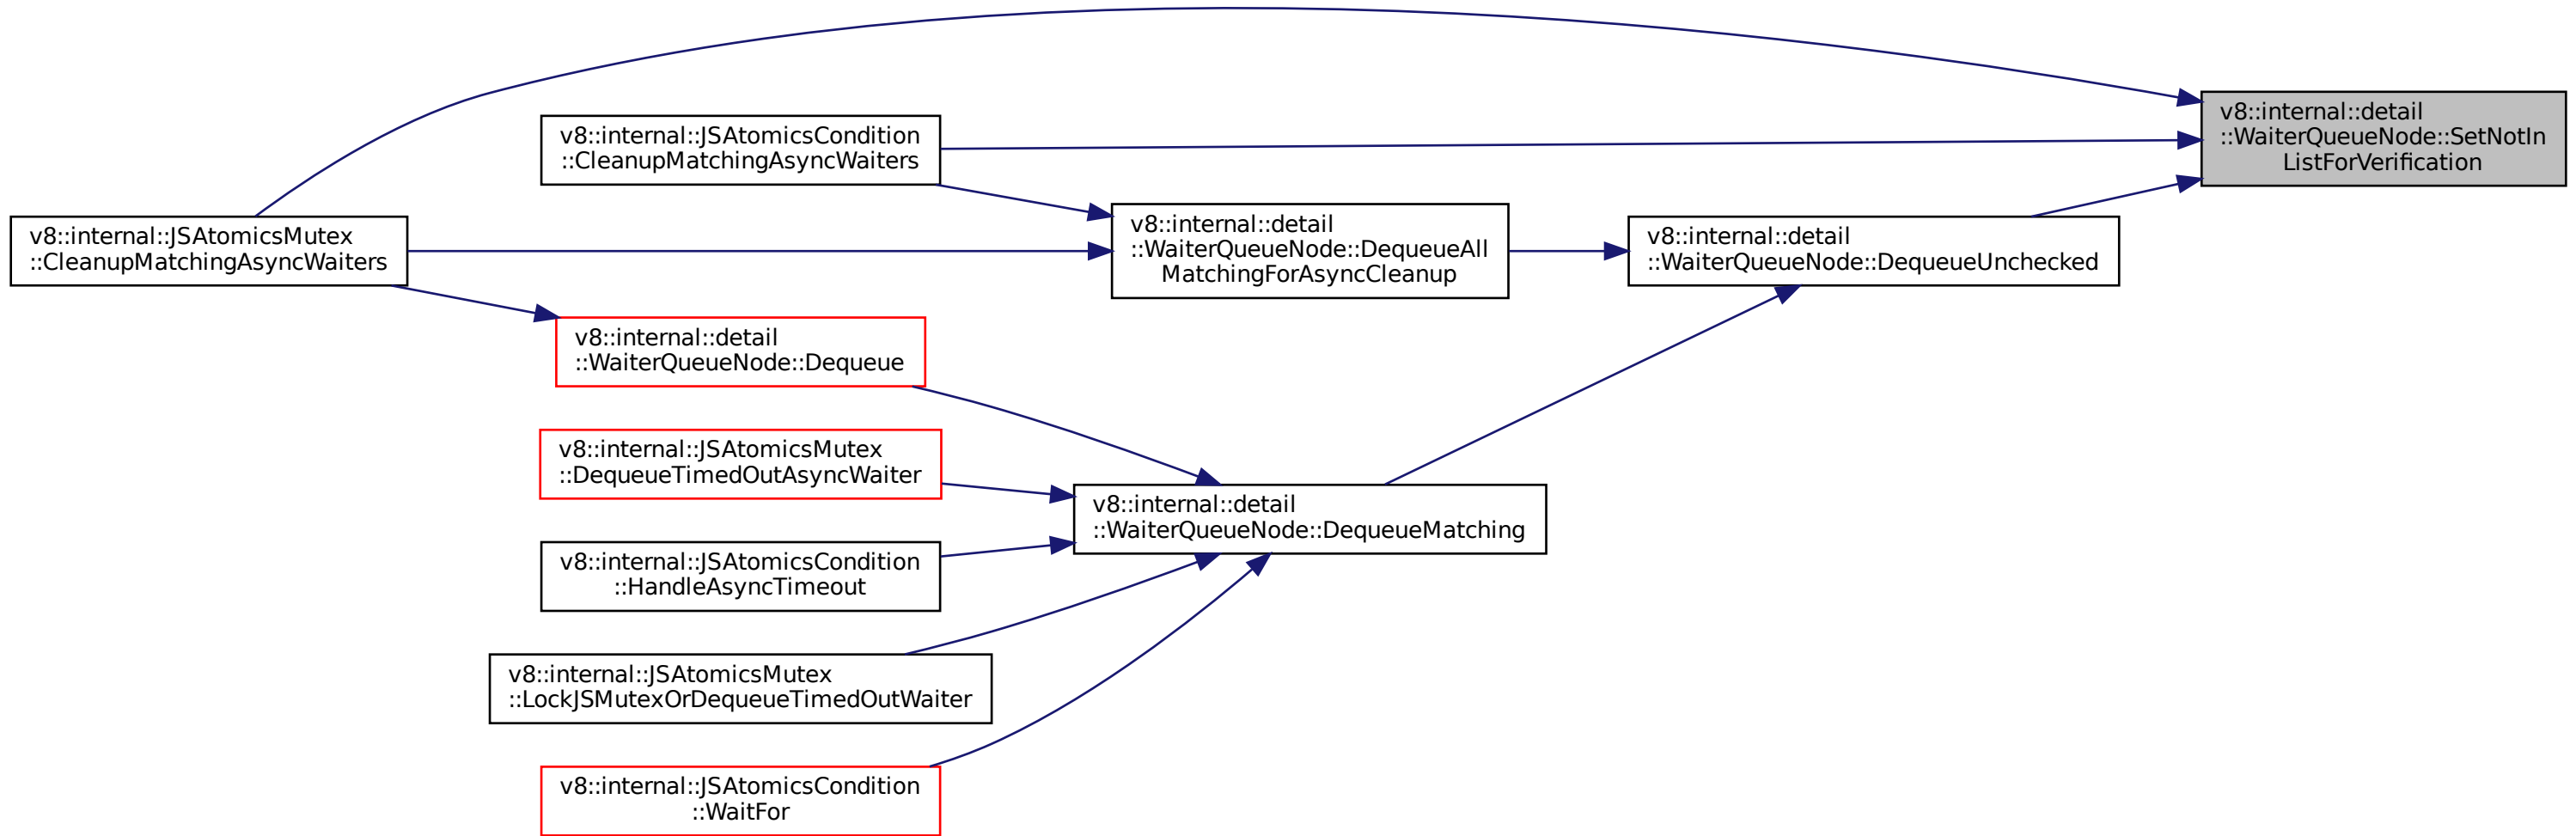 v8::internal::detail
::WaiterQueueNode::SetNotIn
ListForVerification
v8::internal::JSAtomicsCondition
::CleanupMatchingAsyncWaiters
v8::internal::detail
::WaiterQueueNode::DequeueAll
MatchingForAsyncCleanup
v8::internal::detail
::WaiterQueueNode::DequeueUnchecked
v8::internal::JSAtomicsMutex
::CleanupMatchingAsyncWaiters
v8::internal::detail
::WaiterQueueNode::Dequeue
v8::internal::JSAtomicsMutex
::DequeueTimedOutAsyncWaiter
v8::internal::detail
::WaiterQueueNode::DequeueMatching
v8::internal::JSAtomicsCondition
::HandleAsyncTimeout
v8::internal::JSAtomicsMutex
::LockJSMutexOrDequeueTimedOutWaiter
v8::internal::JSAtomicsCondition
::WaitFor